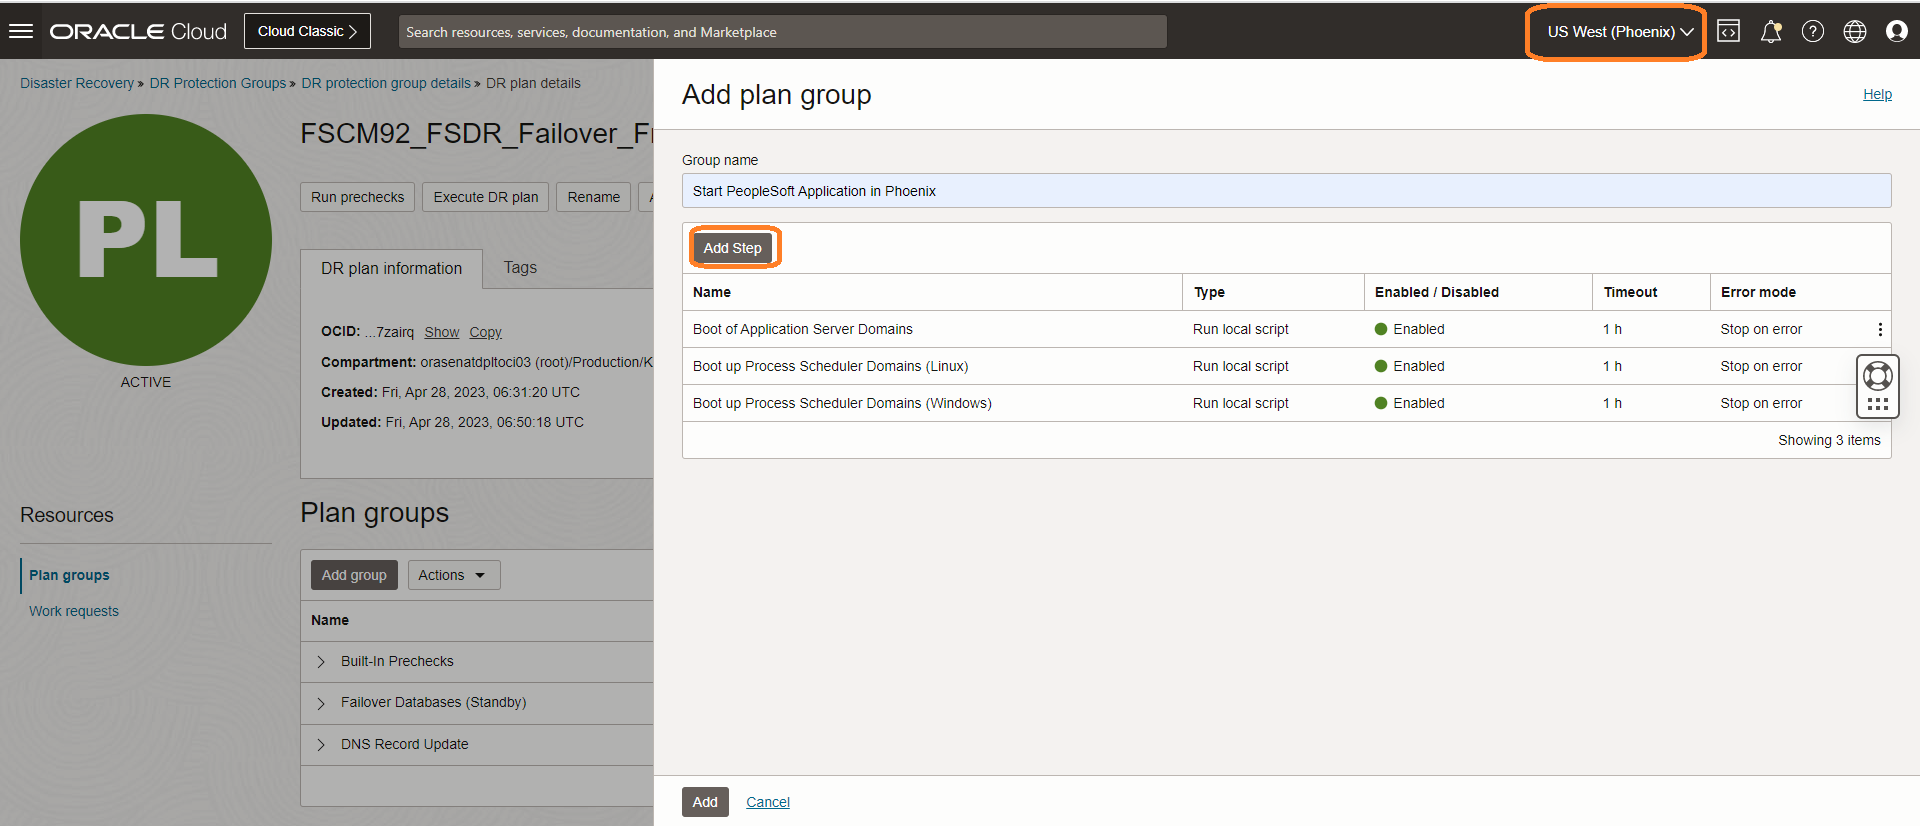 ORACLE Cloud
Cloud Classic
Search resources, services, documentation, and Marketplace
US West (Phoenix)
Disaster Recovery » DR Protection Groups » DR protection group details » DR plan details
PL
ACTIVE
FSCM92_FSDR_Failover_
Run prechecks
Execute DR plan
Rename
DR plan information
Tags
OCID: ...7zairq Show Copy
Compartment: orasenatdpltoci03 (root)/Production/K
Created: Fri, Apr 28, 2023, 06:31:20 UTC
Updated: Fri, Apr 28, 2023, 06:50:18 UTC
Resources
Plan groups
Work requests
Plan groups
Add group
Actions
Name
Built-In Prechecks
Failover Databases (Standby)
DNS Record Update
Add plan group
Help
Group name
Start PeopleSoft Application in Phoenix
Add Step
Name Type Enabled / Disabled Timeout Error mode
Boot of Application Server Domains Run local script Enabled 1 h Stop on error
Boot up Process Scheduler Domains (Linux) Run local script Enabled 1 h Stop on error
Boot up Process Scheduler Domains (Windows) Run local script Enabled 1 h Stop on error
Showing 3 items
Add
Cancel